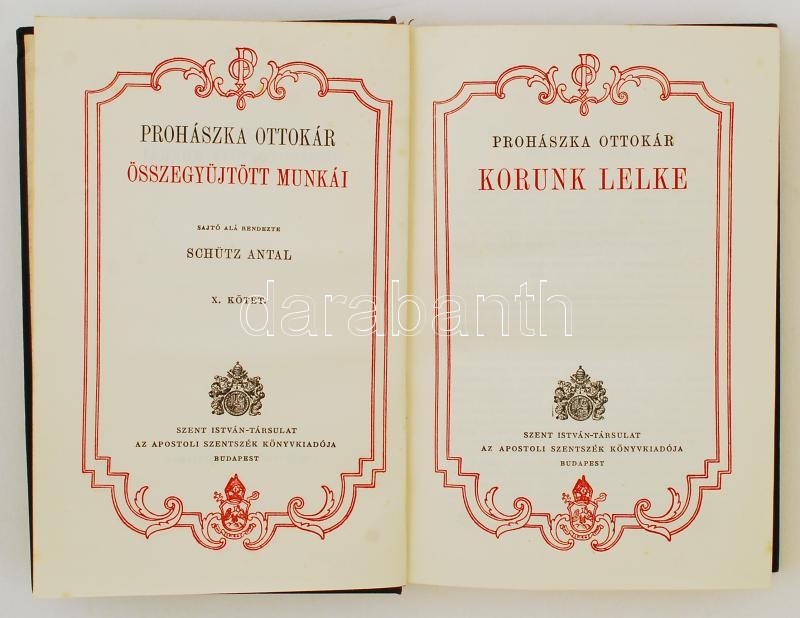 PROHÁSZKA OTTOKÁR
ÖSSZEGYÜJTÖTT MUNKÁI
SAJTÓ ALÁ RENDEZTE
SCHÜTZ ANTAL
X. KÖTET.
SZENT ISTVÁN-TÁRSULAT
AZ APOSTOLI SZENTSZÉK KÖNYVKIADÓJA
BUDAPEST
PROHÁSZKA OTTOKÁR
KORUNK LELKE
SZENT ISTVÁN-TÁRSULAT
AZ APOSTOLI SZENTSZÉK KÖNYVKIADÓJA
BUDAPEST
darabanth